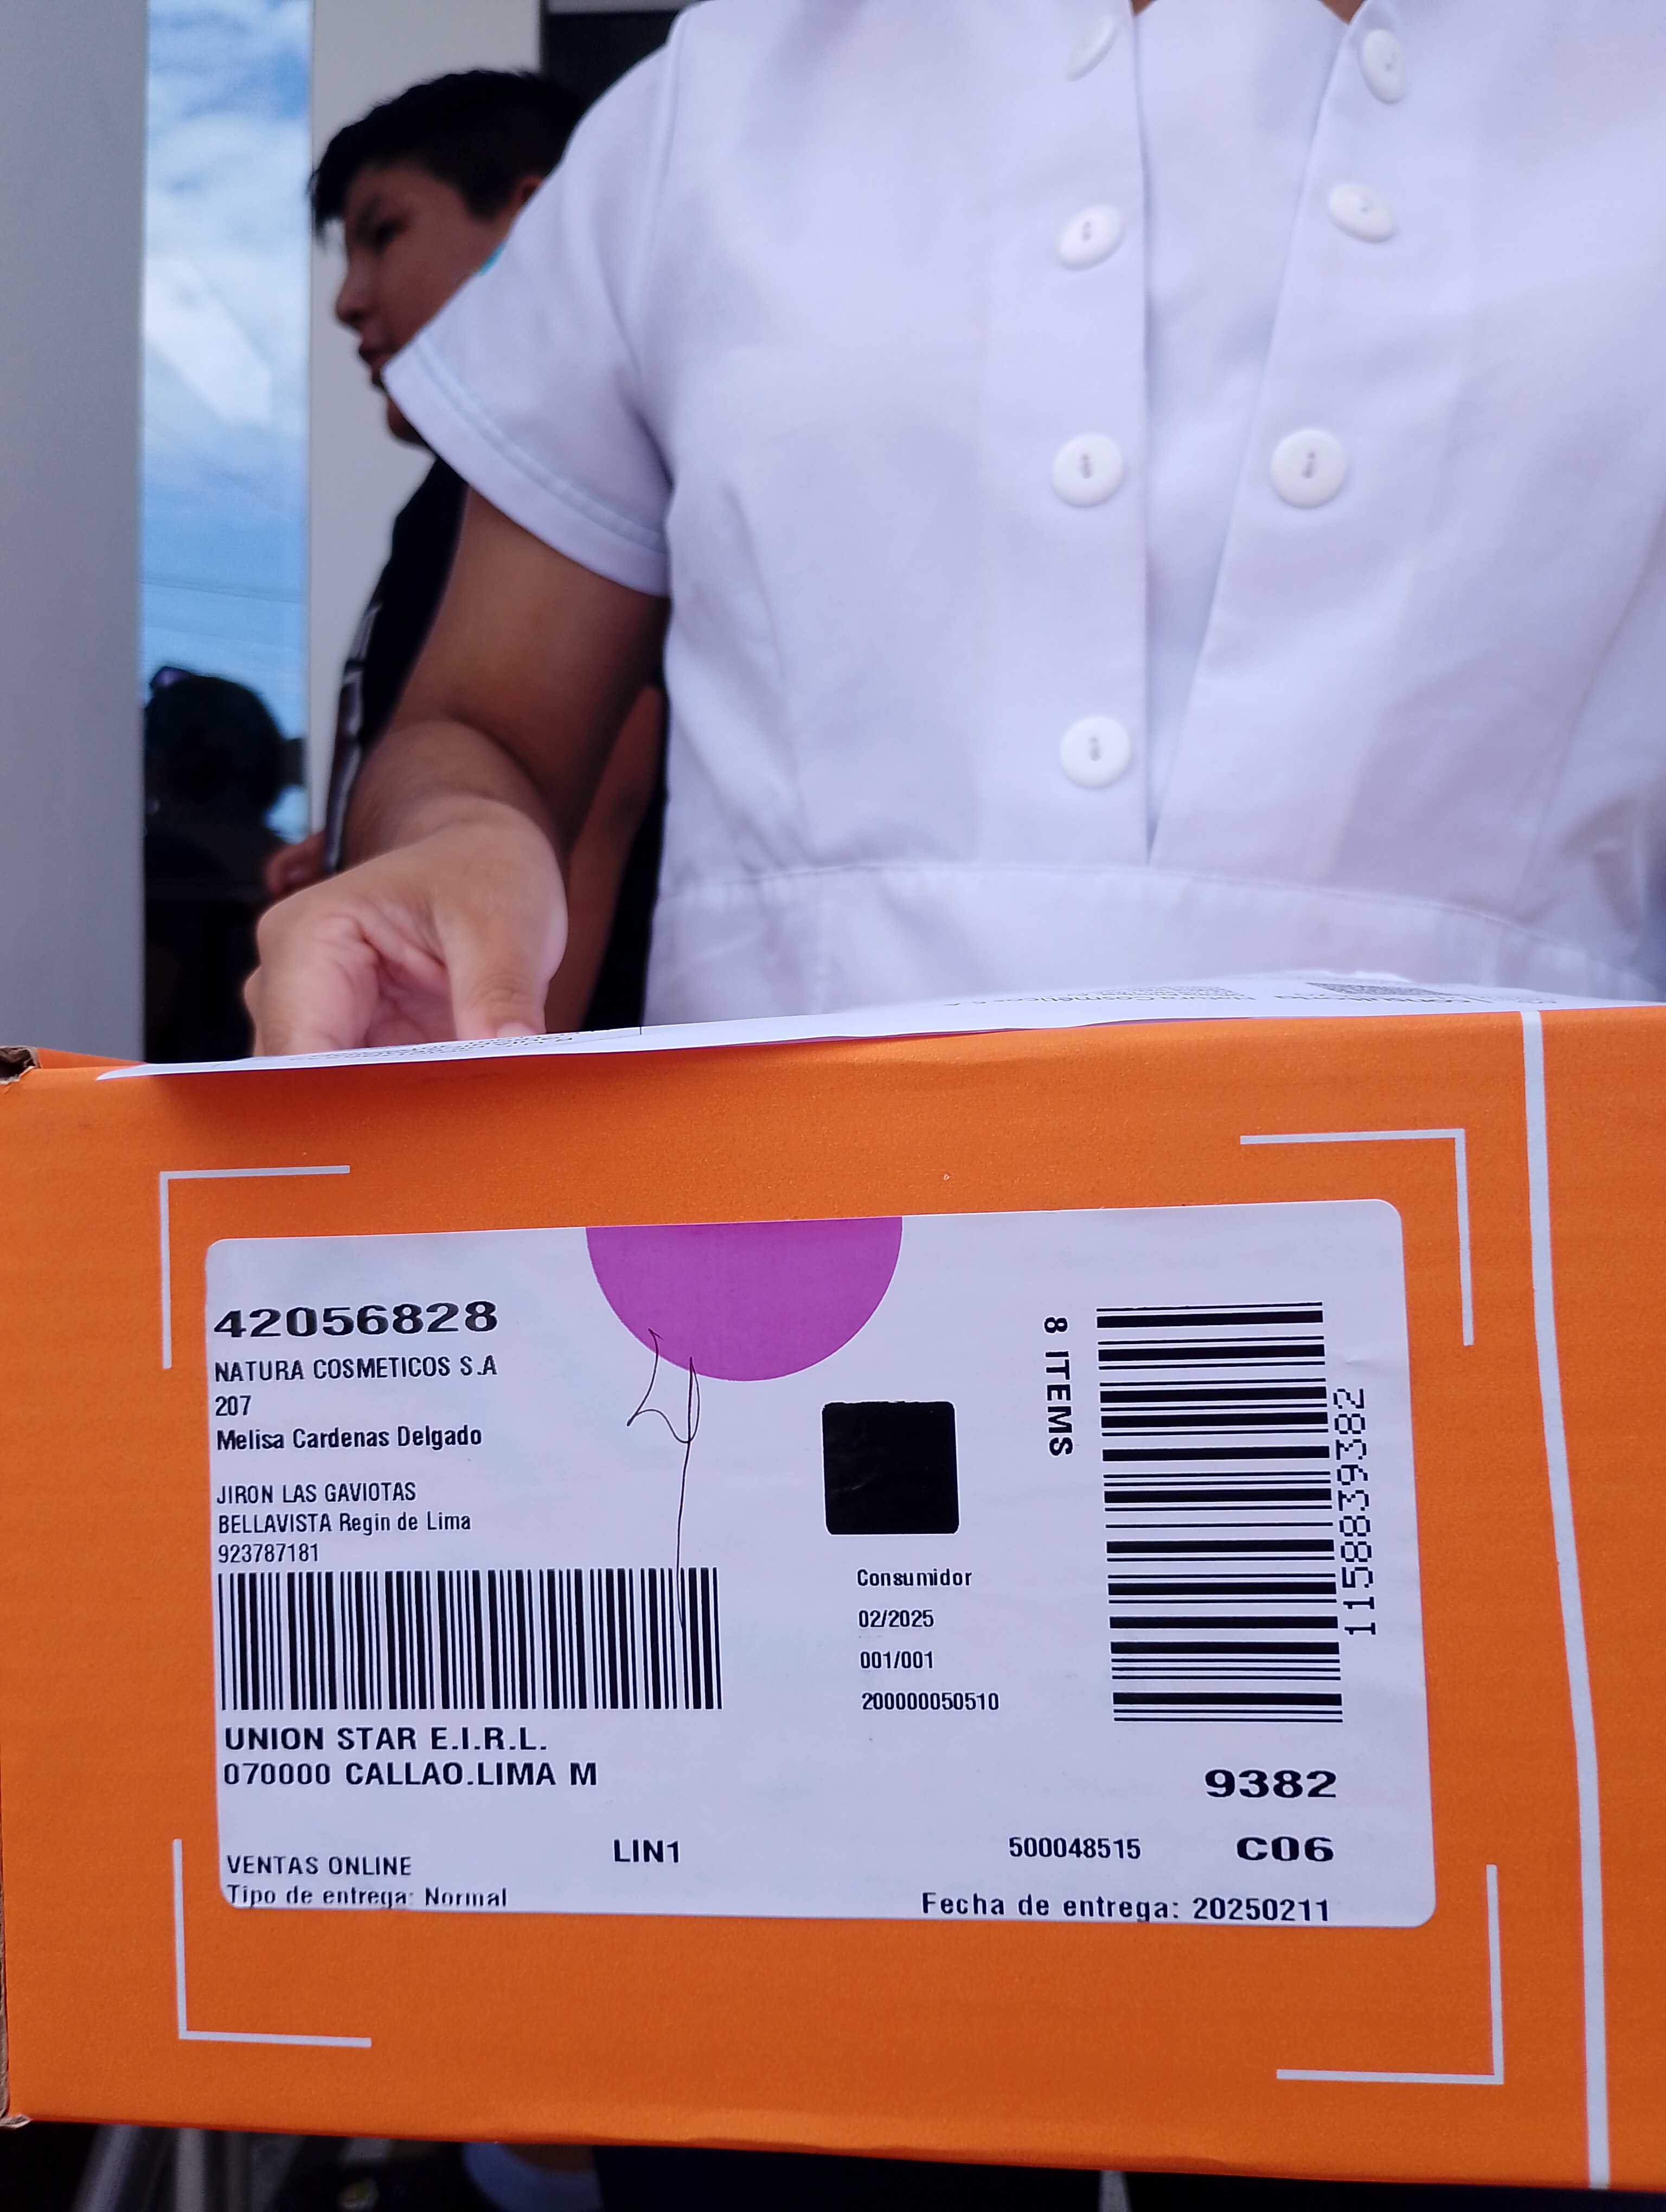 42056828
NATURA COSMETICOS S.A
207
Melisa Cardenas Delgado
JIRON LAS GAVIOTAS
BELLAVISTA Regin de Lima
923787181
UNION STAR E.I.R.L.
070000 CALLAO.LIMA M
VENTAS ONLINE
Tipo de entrega: Normal
LIN1
Consumidor
02/2025
001/001
200000050510
8 ITEMS
1158839382
9382
500048515
C06
Fecha de entrega: 20250211